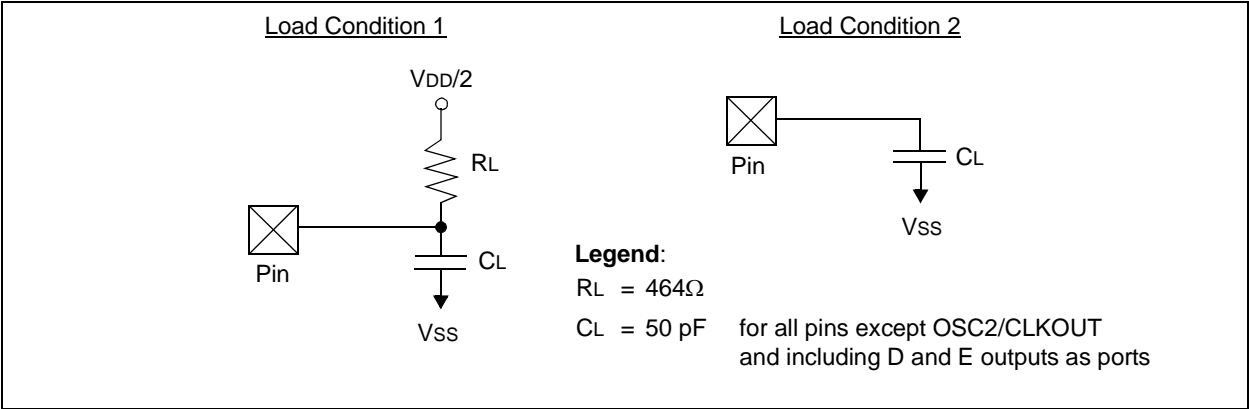 Load Condition 1
VDD/2
RL
CL
Pin
VSS
Load Condition 2
CL
Pin
VSS
Legend:
RL = 464Ω
CL = 50 pF for all pins except OSC2/CLKOUT
and including D and E outputs as ports